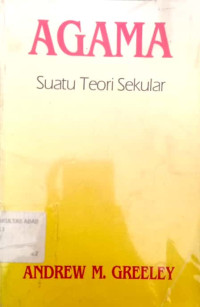 AGAMA
Suatu Teori Sekular
ANDREW M. GREELEY